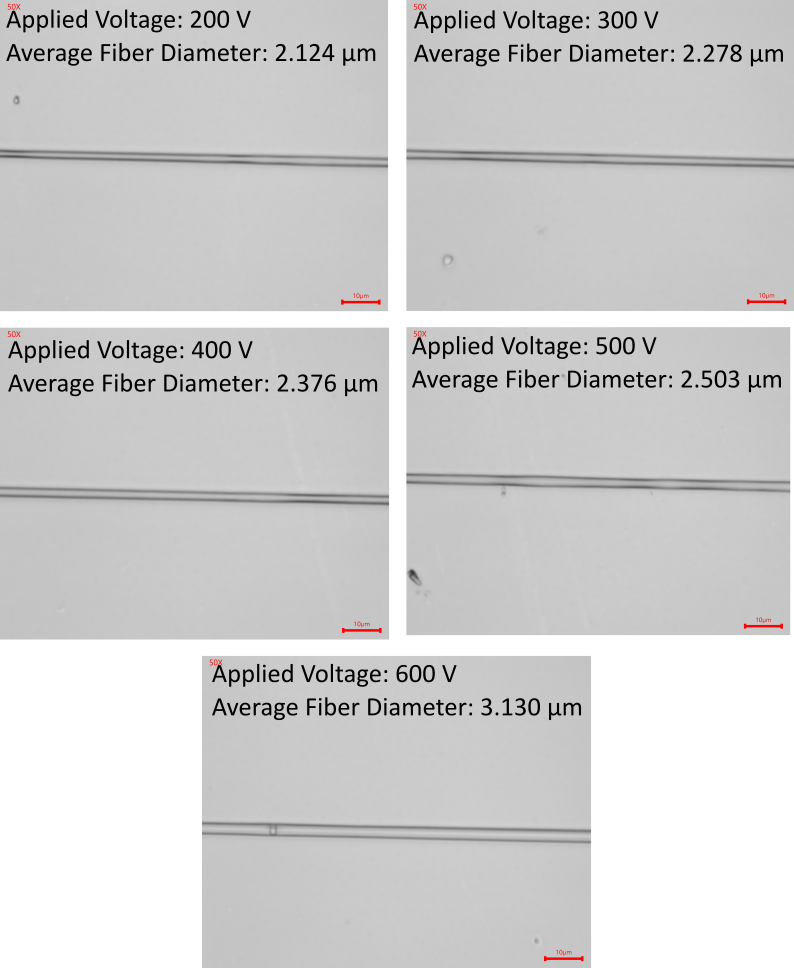 50X
Applied Voltage: 200 V
Average Fiber Diameter: 2.124 µm
10µm
50X
Applied Voltage: 300 V
Average Fiber Diameter: 2.278 µm
10µm
50X
Applied Voltage: 400 V
Average Fiber Diameter: 2.376 µm
10µm
50X
Applied Voltage: 500 V
Average Fiber Diameter: 2.503 µm
10µm
50X
Applied Voltage: 600 V
Average Fiber Diameter: 3.130 µm
10µm